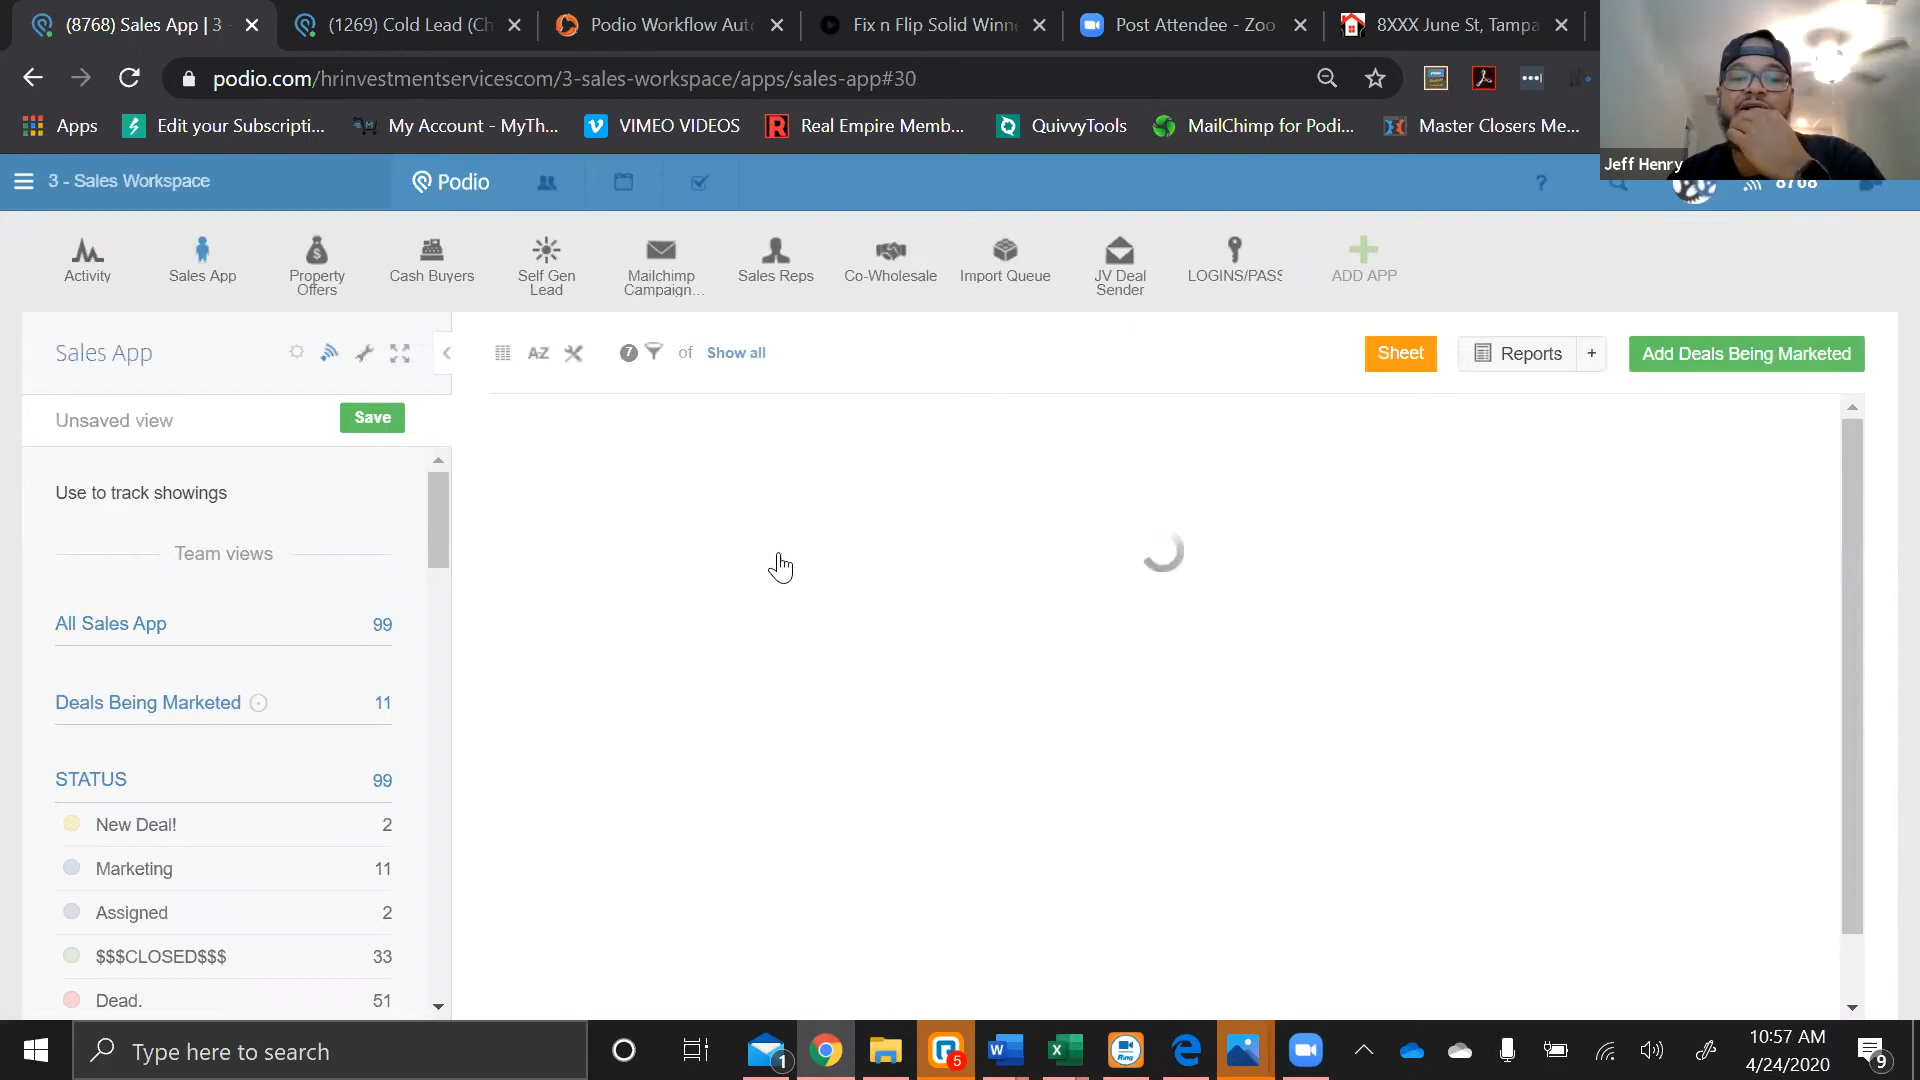 (8768) Sales App | 3 -
(1269) Cold Lead (Ch
Podio Workflow Aut
Fix n Flip Solid Winn
Post Attendee - Zoo
8XXX June St, Tampa
podio.com/hrinvestmentservicescom/3-sales-workspace/apps/sales-app#30
Apps
Edit your Subscripti...
My Account - MyTh...
VIMEO VIDEOS
Real Empire Memb...
QuivvyTools
MailChimp for Podi...
Master Closers Me...
Jeff Henry
3 - Sales Workspace
Podio
?
8768
Activity
Sales App
Property Offers
Cash Buyers
Self Gen Lead
Mailchimp Campaign...
Sales Reps
Co-Wholesale
Import Queue
JV Deal Sender
LOGINS/PASS
ADD APP
Sales App
A-Z
7
of
Show all
Sheet
Reports
+
Add Deals Being Marketed
Unsaved view
Save
Use to track showings
Team views
All Sales App 99
Deals Being Marketed 11
STATUS 99
New Deal! 2
Marketing 11
Assigned 2
$$$CLOSED$$$ 33
Dead. 51
Type here to search
1
5
Ring
10:57 AM
4/24/2020
9